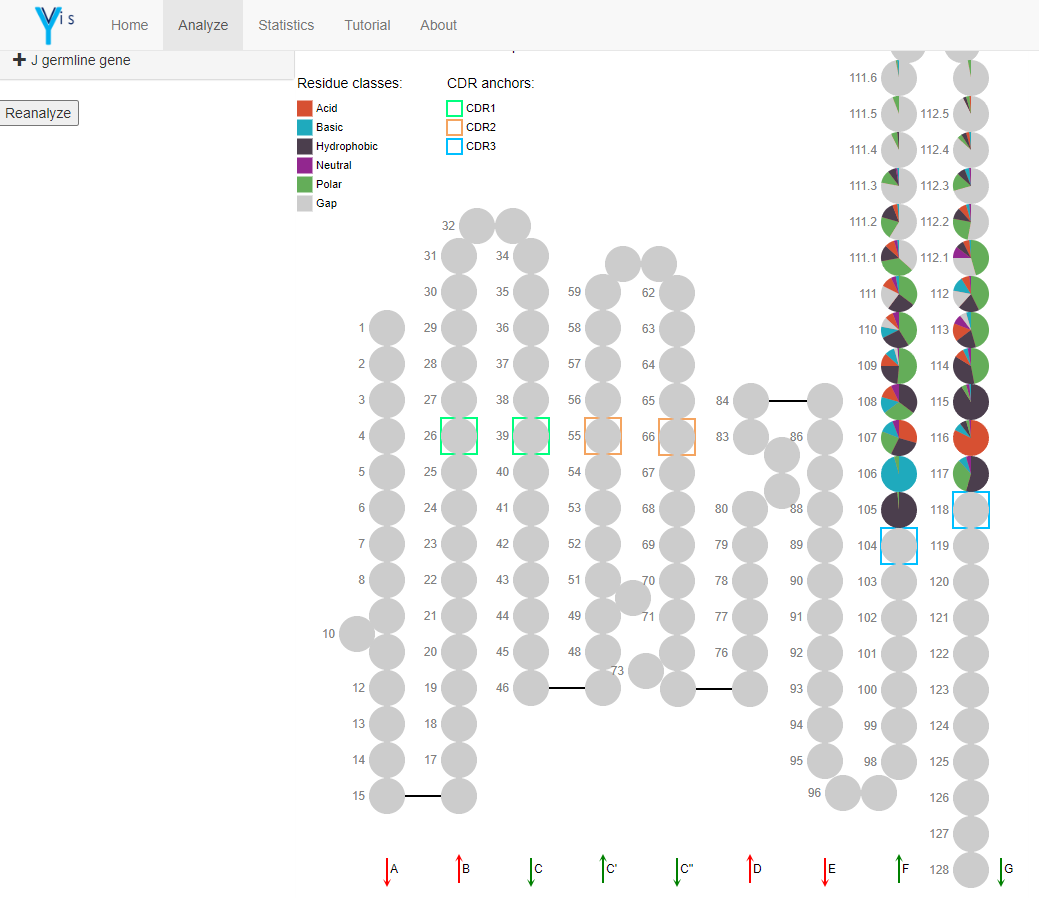 Yis
Home Analyze Statistics Tutorial About
J germline gene
Reanalyze
Residue classes: CDR anchors:
Acid CDR1
Basic CDR2
Hydrophobic CDR3
Neutral
Polar
Gap
111.6
111.5 112.5
111.4 112.4
111.3 112.3
111.2 112.2
32
31 34 111.1 112.1
30 35 59 62 111 112
1 29 36 58 63 110 113
2 28 37 57 64 109 114
3 27 38 56 65 84 108 115
4 26 39 55 66 83 86 107 116
5 25 40 54 67 106 117
6 24 41 53 68 80 88 105 118
7 23 42 52 69 79 89 104 119
8 22 43 51 70 78 90 103 120
21 44 49 71 77 91 102 121
10
20 45 48 76 92 101 122
73
12 19 46 93 100 123
13 18 94 99 124
14 17 95 98 125
15 96 126
127
128
A B C C' C" D E F G